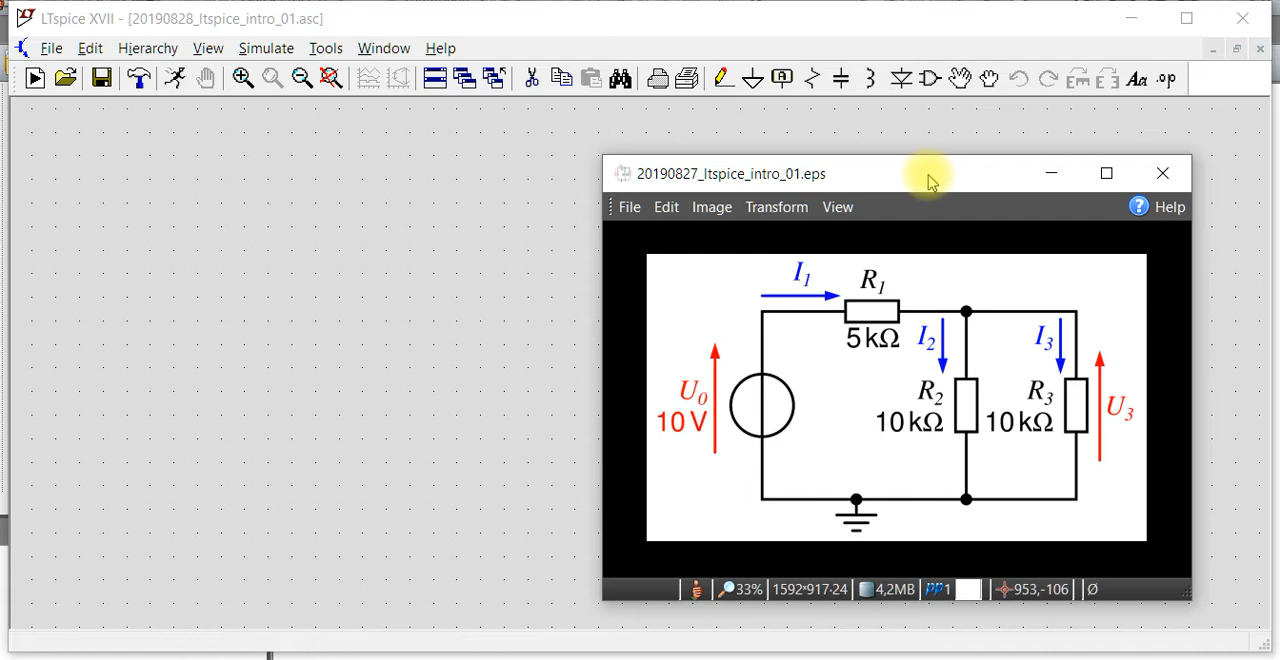 LTspice XVII - [20190828_ltspice_intro_01.asc]
File Edit Hierarchy View Simulate Tools Window Help
Aa .op
20190827_ltspice_intro_01.eps
File Edit Image Transform View ? Help
I1 R1
5 kΩ I2 I3
U0 R2 R3 U3
10 V 10 kΩ 10 kΩ
33% 1592*917*24 4,2MB pp1 953,-106 Ø